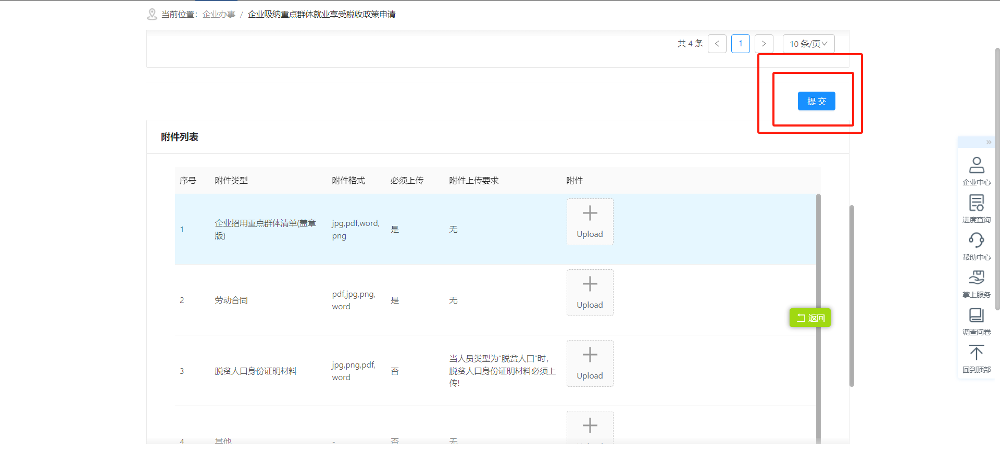 当前位置：企业办事 / 企业吸纳重点群体就业享受税收政策申请
共 4 条 < 1 > 10 条/页
提 交
附件列表
序号 附件类型 附件格式 必须上传 附件上传要求 附件
1 企业招用重点群体清单(盖章版) jpg,pdf,word,png 是 无 Upload
2 劳动合同 pdf,jpg,png,word 是 无 Upload
3 脱贫人口身份证明材料 jpg,png,pdf,word 否 当人员类型为“脱贫人口”时，脱贫人口身份证明材料必须上传! Upload
4 其他 - 否 无
返回
企业中心
进度查询
帮助中心
掌上服务
调查问卷
回到顶部